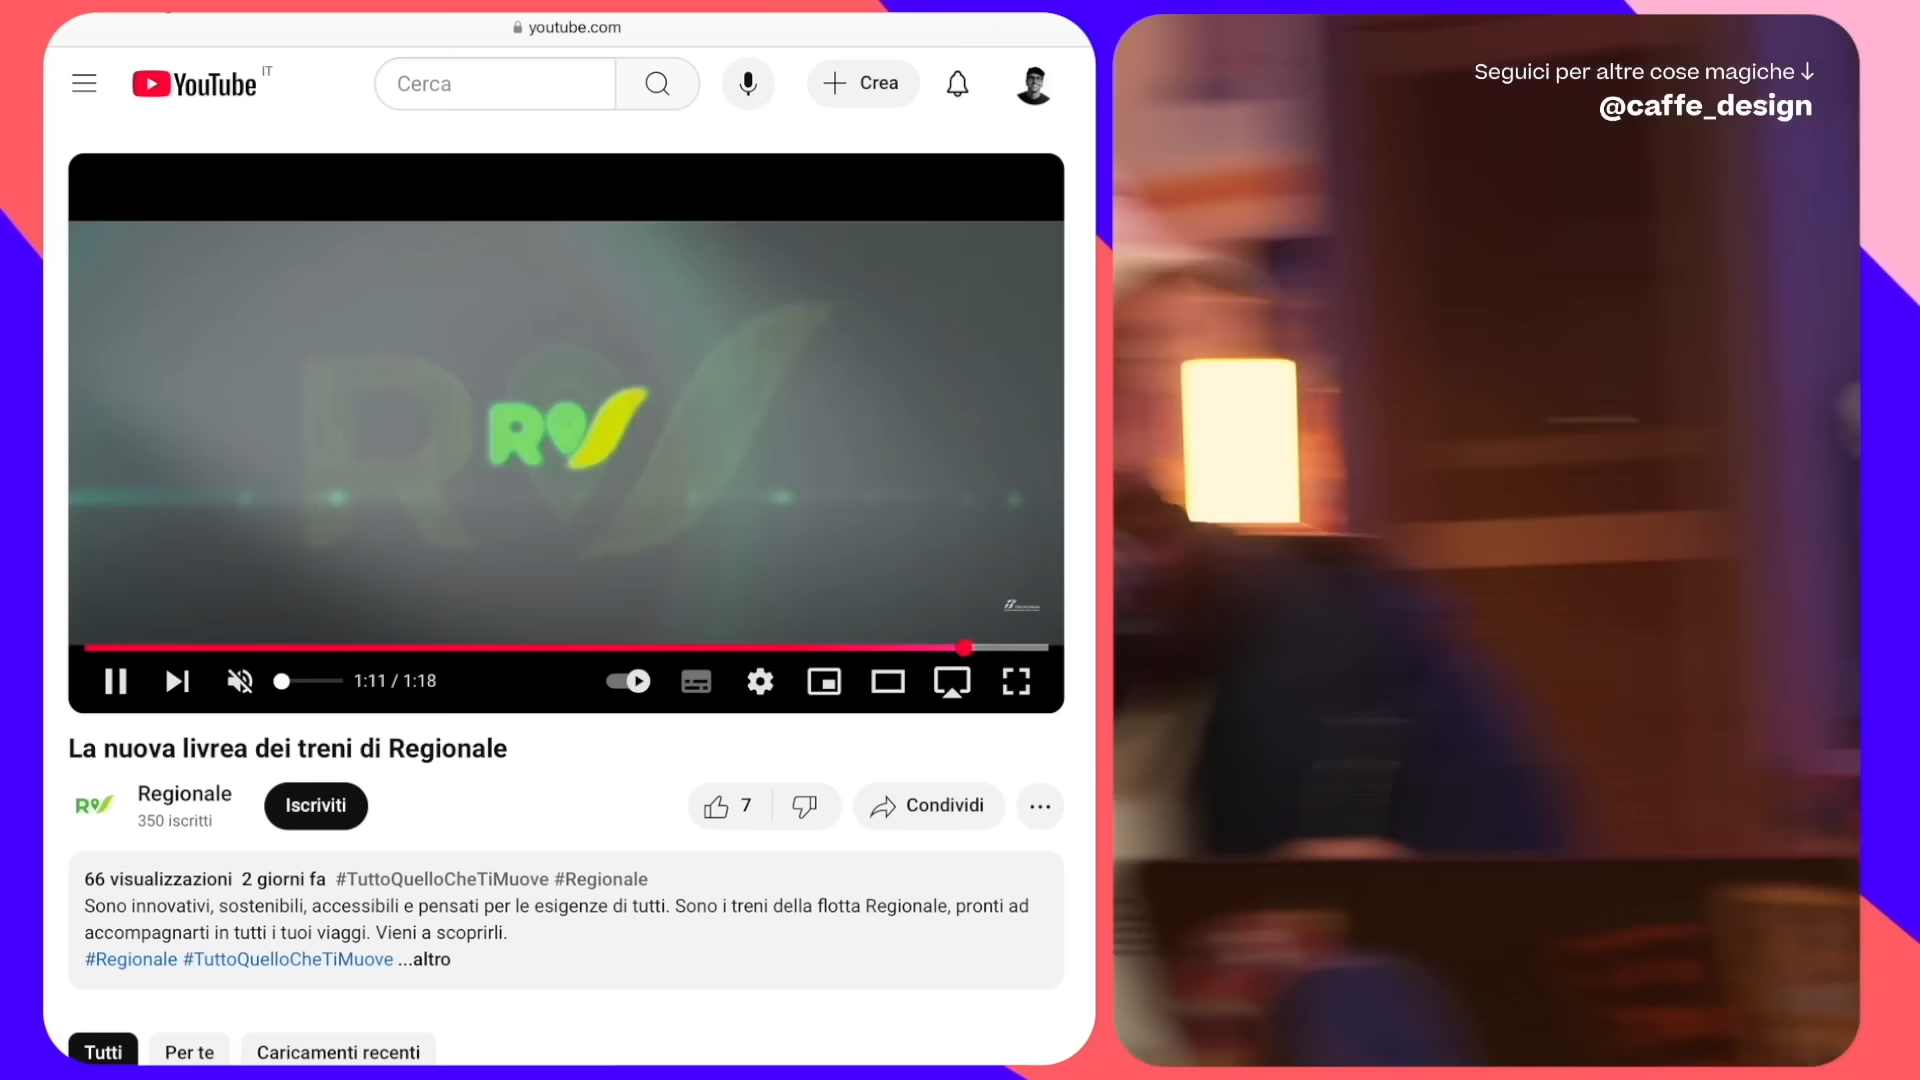 youtube.com
YouTube IT
Cerca
Crea
Seguici per altre cose magiche ↓
@caffe_design
RV
1:11 / 1:18
La nuova livrea dei treni di Regionale
Regionale
350 iscritti
Iscriviti
7
Condividi
66 visualizzazioni 2 giorni fa #TuttoQuelloCheTiMuove #Regionale
Sono innovativi, sostenibili, accessibili e pensati per le esigenze di tutti. Sono i treni della flotta Regionale, pronti ad
accompagnarti in tutti i tuoi viaggi. Vieni a scoprirli.
#Regionale #TuttoQuelloCheTiMuove ...altro
Tutti
Per te
Caricamenti recenti